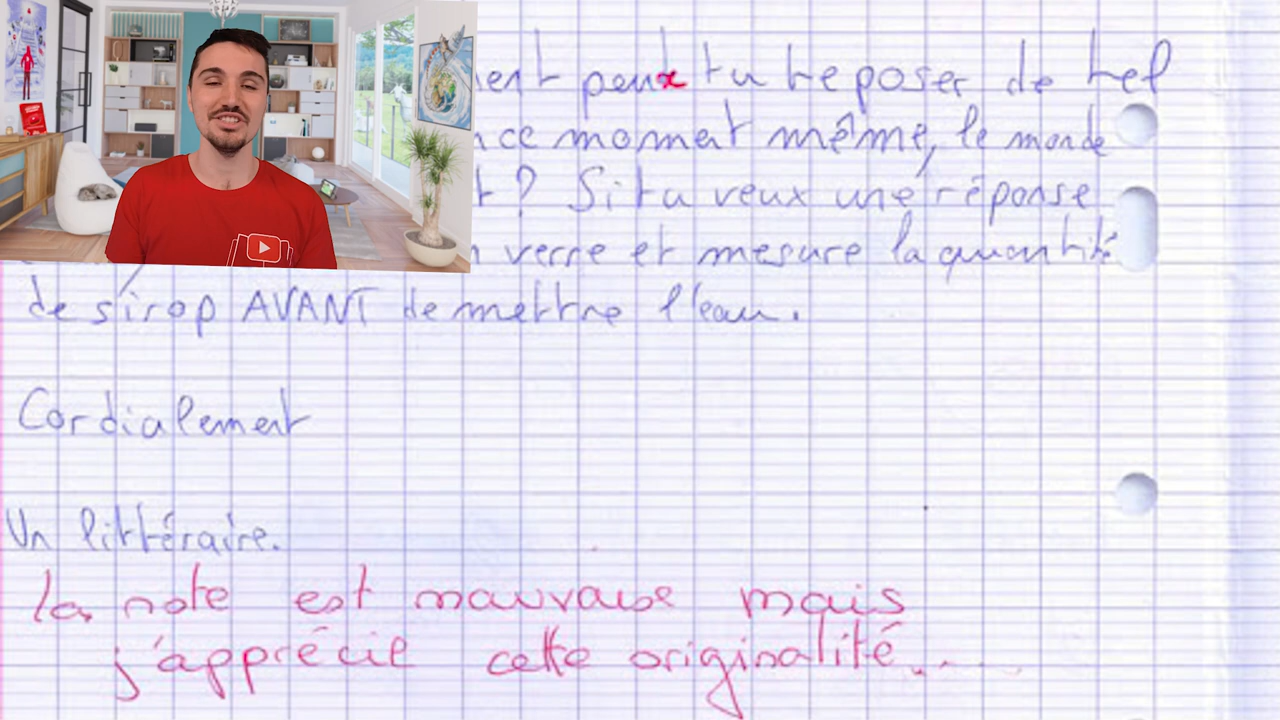 peux tu te poser de tel
ce moment même, le monde
? Si tu veux une réponse
verre et mesure la quantité
de sirop AVANT de mettre l'eau.
Cordialement
Un littéraire.
la note est mauvaise mais
j'apprécie cette originalité....